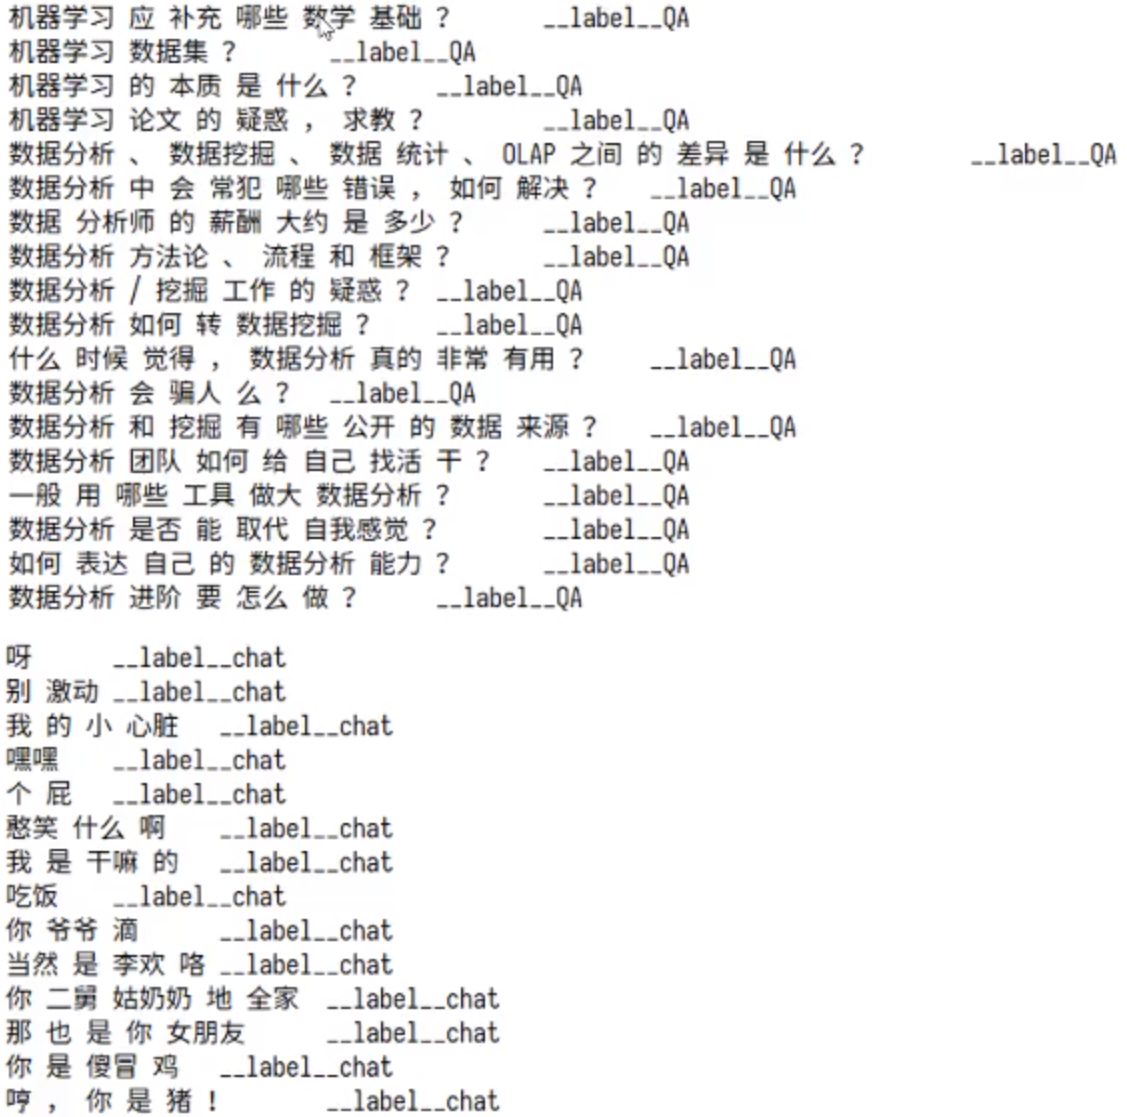 机器学习 应 补充 哪些 数学 基础 ？ __label__QA
机器学习 数据集 ？ __label__QA
机器学习 的 本质 是 什么 ？ __label__QA
机器学习 论文 的 疑惑 ， 求教 ？ __label__QA
数据分析 、 数据挖掘 、 数据 统计 、 OLAP 之间 的 差异 是 什么 ？ __label__QA
数据分析 中 会 常犯 哪些 错误 ， 如何 解决 ？ __label__QA
数据 分析师 的 薪酬 大约 是 多少 ？ __label__QA
数据分析 方法论 、 流程 和 框架 ？ __label__QA
数据分析 / 挖掘 工作 的 疑惑 ？ __label__QA
数据分析 如何 转 数据挖掘 ？ __label__QA
什么 时候 觉得 ， 数据分析 真的 非常 有用 ？ __label__QA
数据分析 会 骗人 么 ？ __label__QA
数据分析 和 挖掘 有 哪些 公开 的 数据 来源 ？ __label__QA
数据分析 团队 如何 给 自己 找活 干 ？ __label__QA
一般 用 哪些 工具 做大 数据分析 ？ __label__QA
数据分析 是否 能 取代 自我感觉 ？ __label__QA
如何 表达 自己 的 数据分析 能力 ？ __label__QA
数据分析 进阶 要 怎么 做 ？ __label__QA
呀 __label__chat
别 激动 __label__chat
我 的 小 心脏 __label__chat
嘿嘿 __label__chat
个 屁 __label__chat
憨笑 什么 啊 __label__chat
我 是 干嘛 的 __label__chat
吃饭 __label__chat
你 爷爷 滴 __label__chat
当然 是 李欢 咯 __label__chat
你 二舅 姑奶奶 地 全家 __label__chat
那 也 是 你 女朋友 __label__chat
你 是 傻冒 鸡 __label__chat
哼 ， 你 是 猪 ！ __label__chat